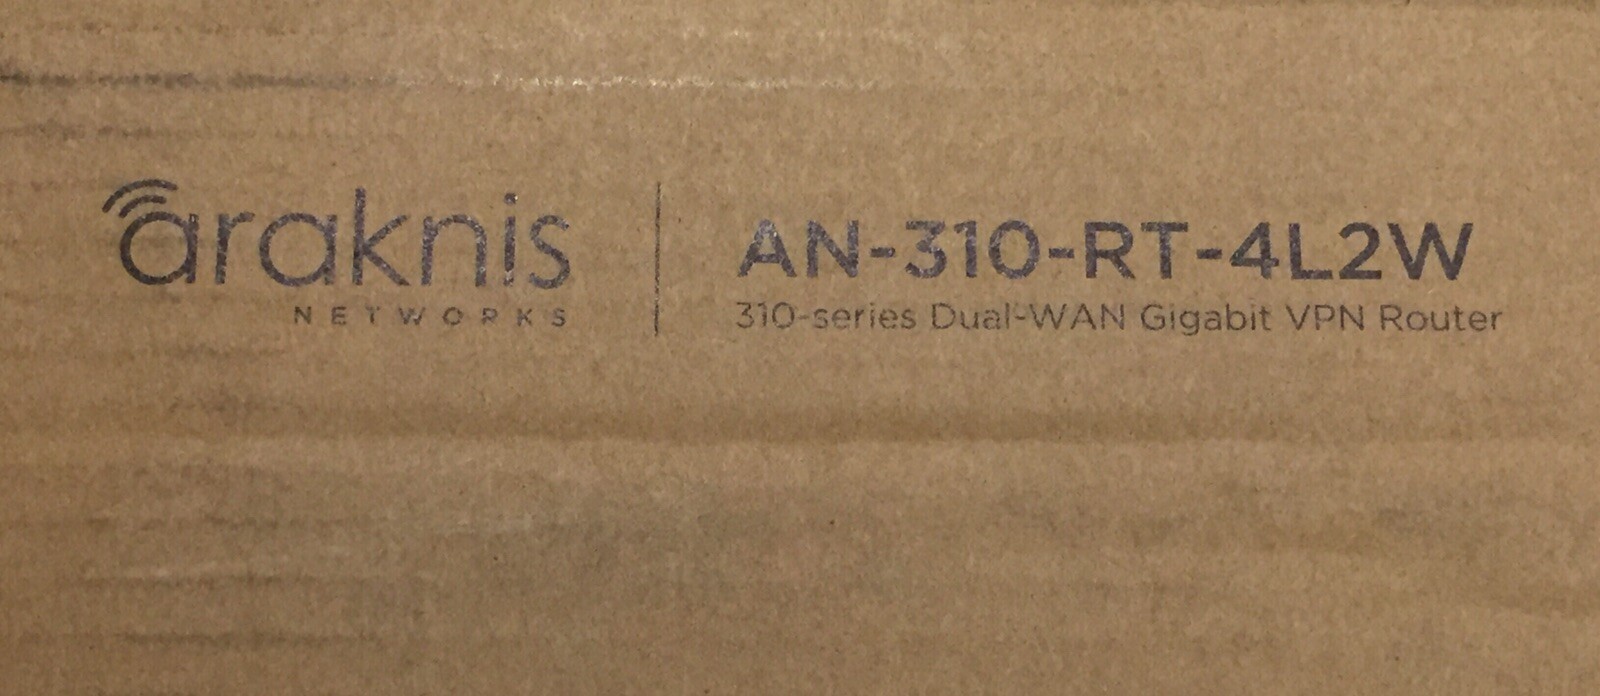 araknis
NETWORKS
AN-310-RT-4L2W
310-series Dual-WAN Gigabit VPN Router